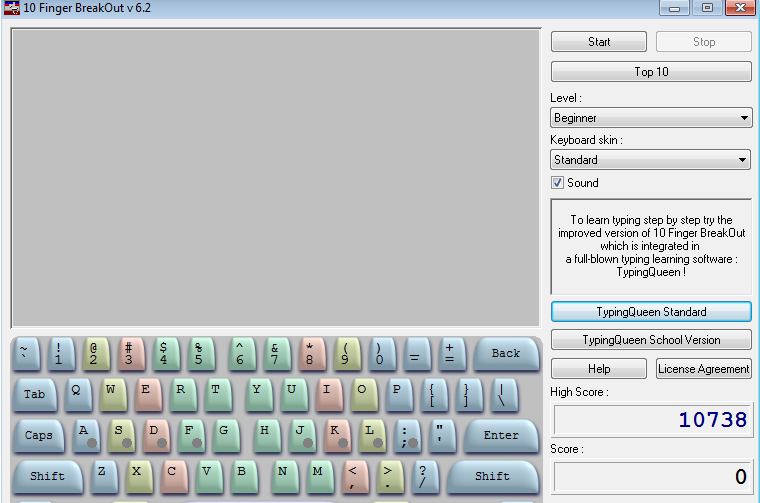 10 Finger BreakOut v 6.2
Start
Stop
Top 10
Level :
Beginner
Keyboard skin :
Standard
Sound
To learn typing step by step try the
improved version of 10 Finger BreakOut
which is integrated in
a full-blown typing learning software :
TypingQueen !
TypingQueen Standard
TypingQueen School Version
Help
License Agreement
High Score :
10738
Score :
0
~ ! @ # $ % ^ & * ( ) _ + Back
` 1 2 3 4 5 6 7 8 9 0 - =
Tab Q W E R T Y U I O P { } |
[ ] \
Caps A S D F G H J K L : " Enter
; '
Shift Z X C V B N M < > ? Shift
, . /